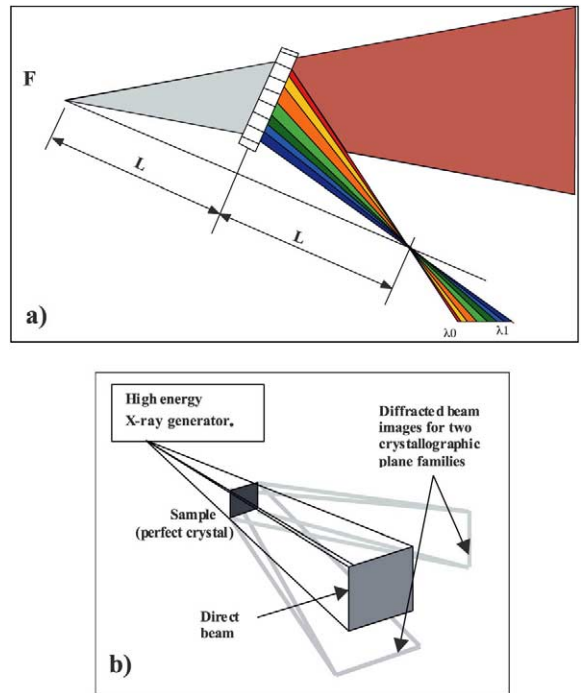 F
L
L
λ0
λ1
a)
High energy
X-ray generator.
Diffracted beam
images for two
crystallographic
plane families
Sample
(perfect crystal)
Direct
beam
b)